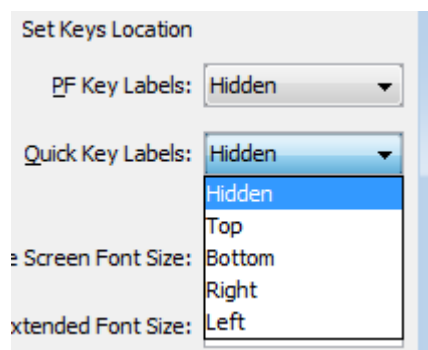 Set Keys Location
PF Key Labels: Hidden
Quick Key Labels: Hidden
Hidden
Top
e Screen Font Size: Bottom
Right
xtended Font Size: Left